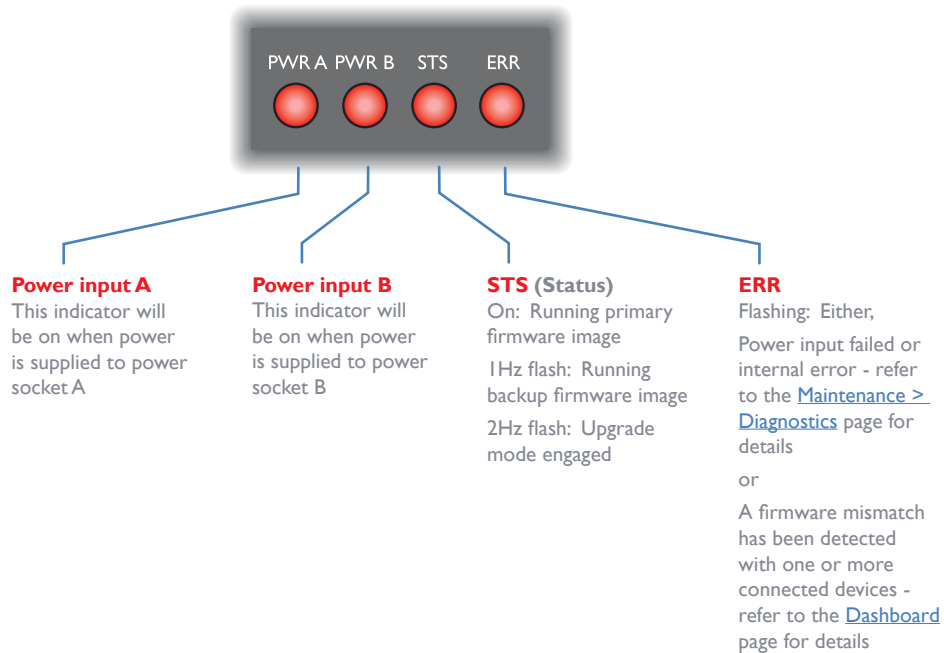 PWR A PWR B STS ERR
Power input A
This indicator will
be on when power
is supplied to power
socket A
Power input B
This indicator will
be on when power
is supplied to power
socket B
STS (Status)
On: Running primary
firmware image
1Hz flash: Running
backup firmware image
2Hz flash: Upgrade
mode engaged
ERR
Flashing: Either,
Power input failed or
internal error - refer
to the Maintenance >
Diagnostics page for
details
or
A firmware mismatch
has been detected
with one or more
connected devices -
refer to the Dashboard
page for details